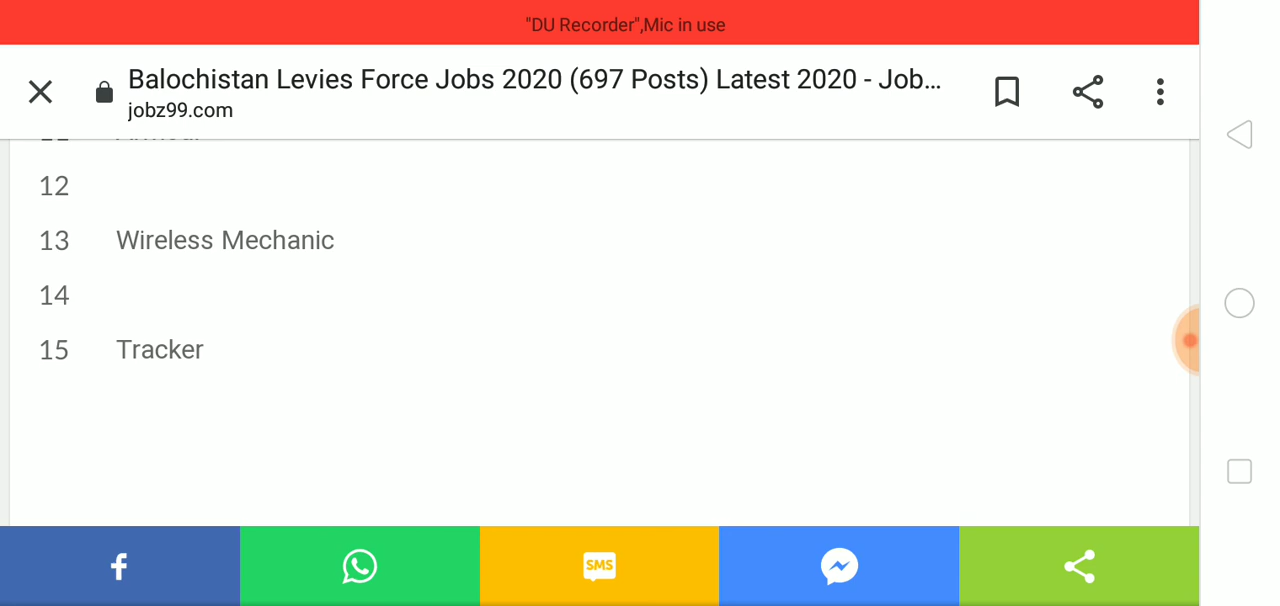 "DU Recorder",Mic in use
Balochistan Levies Force Jobs 2020 (697 Posts) Latest 2020 - Job...
jobz99.com
12
13 Wireless Mechanic
14
15 Tracker
SMS